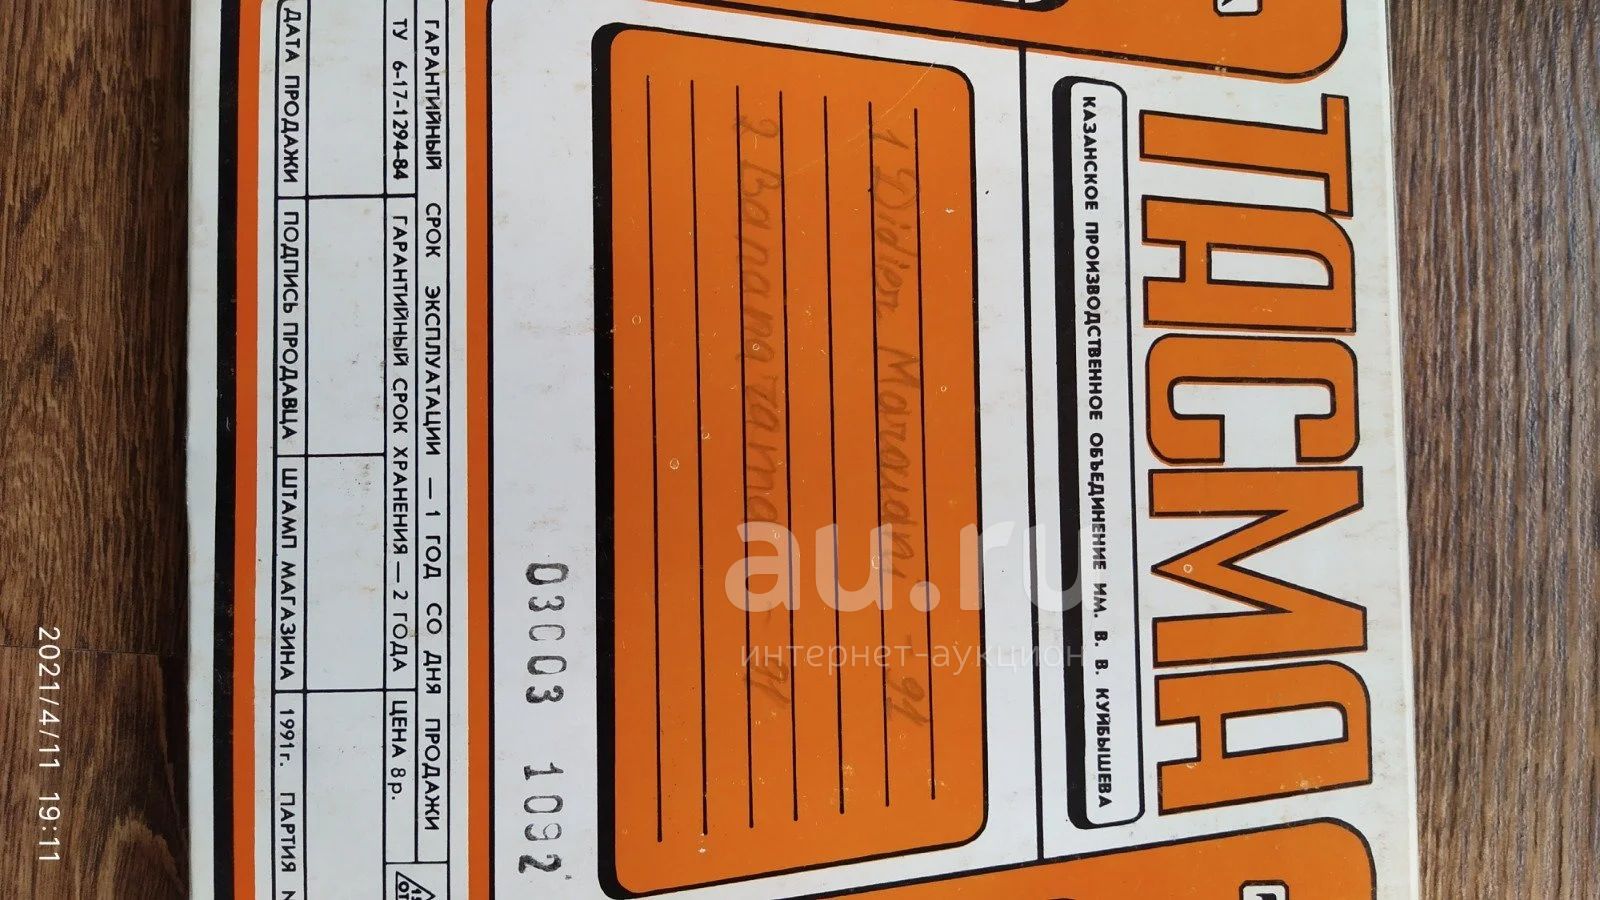 ТАСМА
КАЗАНСКОЕ ПРОИЗВОДСТВЕННОЕ ОБЪЕДИНЕНИЕ ИМ. В. В. КУЙБЫШЕВА
1 Didier Marouani - 91
2 Bananarama - 91
03003 1092
ГАРАНТИЙНЫЙ СРОК ЭКСПЛУАТАЦИИ — 1 ГОД СО ДНЯ ПРОДАЖИ
ТУ 6-17-1294-84 ГАРАНТИЙНЫЙ СРОК ХРАНЕНИЯ — 2 ГОДА ЦЕНА 8р.
ДАТА ПРОДАЖИ ПОДПИСЬ ПРОДАВЦА ШТАМП МАГАЗИНА 1991г. ПАРТИЯ
au.ru
интернет-аукцион
2021/4/11 19:11